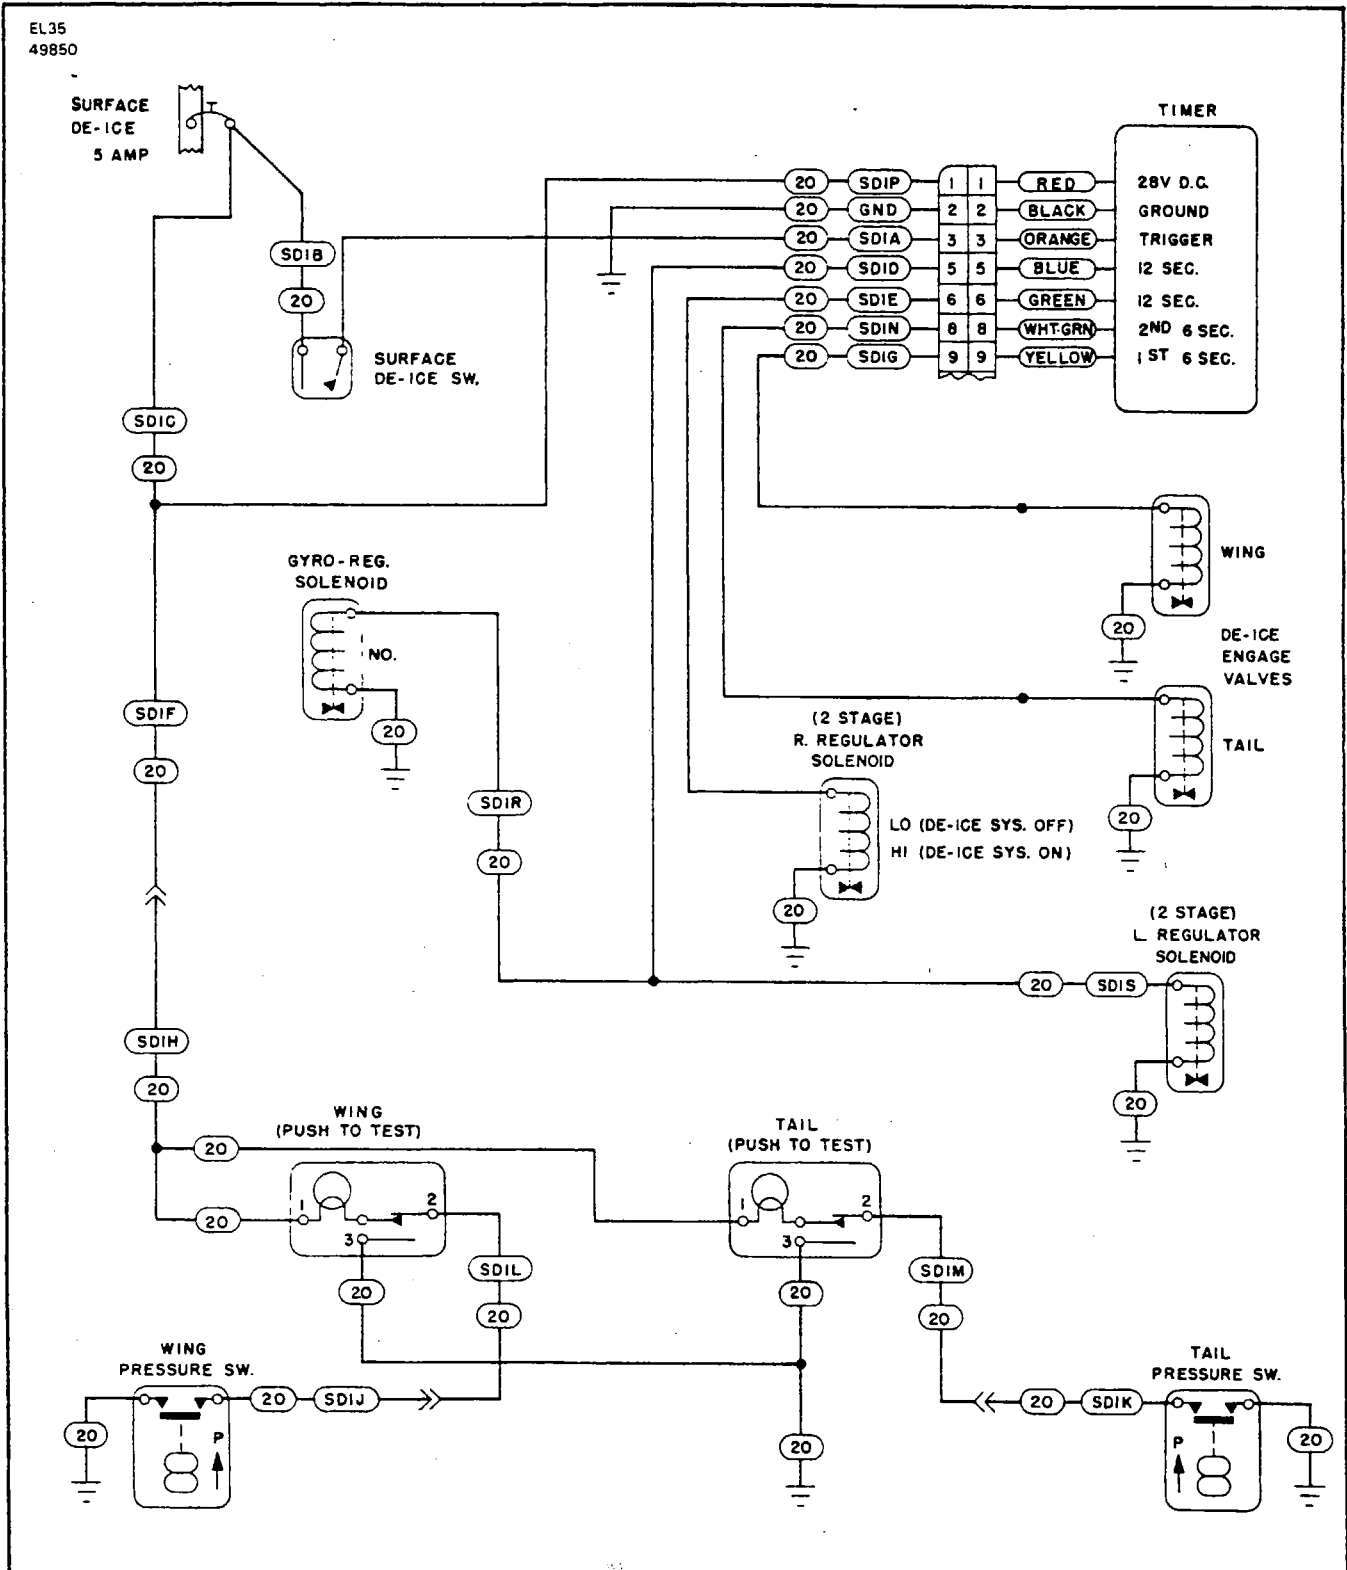 EL35
49850
SURFACE
DE-ICE
5 AMP
TIMER
20 SDIP 1 1 RED 28V D.C.
20 GND 2 2 BLACK GROUND
20 SDIA 3 3 ORANGE TRIGGER
20 SDID 5 5 BLUE 12 SEC.
20 SDIE 6 6 GREEN 12 SEC.
20 SDIN 8 8 WHT-GRN 2ND 6 SEC.
20 SDIG 9 9 YELLOW 1ST 6 SEC.
SDIB
20
SURFACE
DE-ICE SW.
SDIC
20
WING
20
DE-ICE
ENGAGE
VALVES
TAIL
20
GYRO-REG.
SOLENOID
NO.
20
SDIF
20
(2 STAGE)
R. REGULATOR
SOLENOID
LO (DE-ICE SYS. OFF)
HI (DE-ICE SYS. ON)
20
SDIR
20
(2 STAGE)
L REGULATOR
SOLENOID
20 SDIS
20
SDIH
20
20
20
WING
(PUSH TO TEST)
1
2
3
20
SDIL
20
TAIL
(PUSH TO TEST)
1
2
3
20
SDIM
20
WING
PRESSURE SW.
20 SDIJ
20
P
20
TAIL
PRESSURE SW.
20 SDIK
P
20